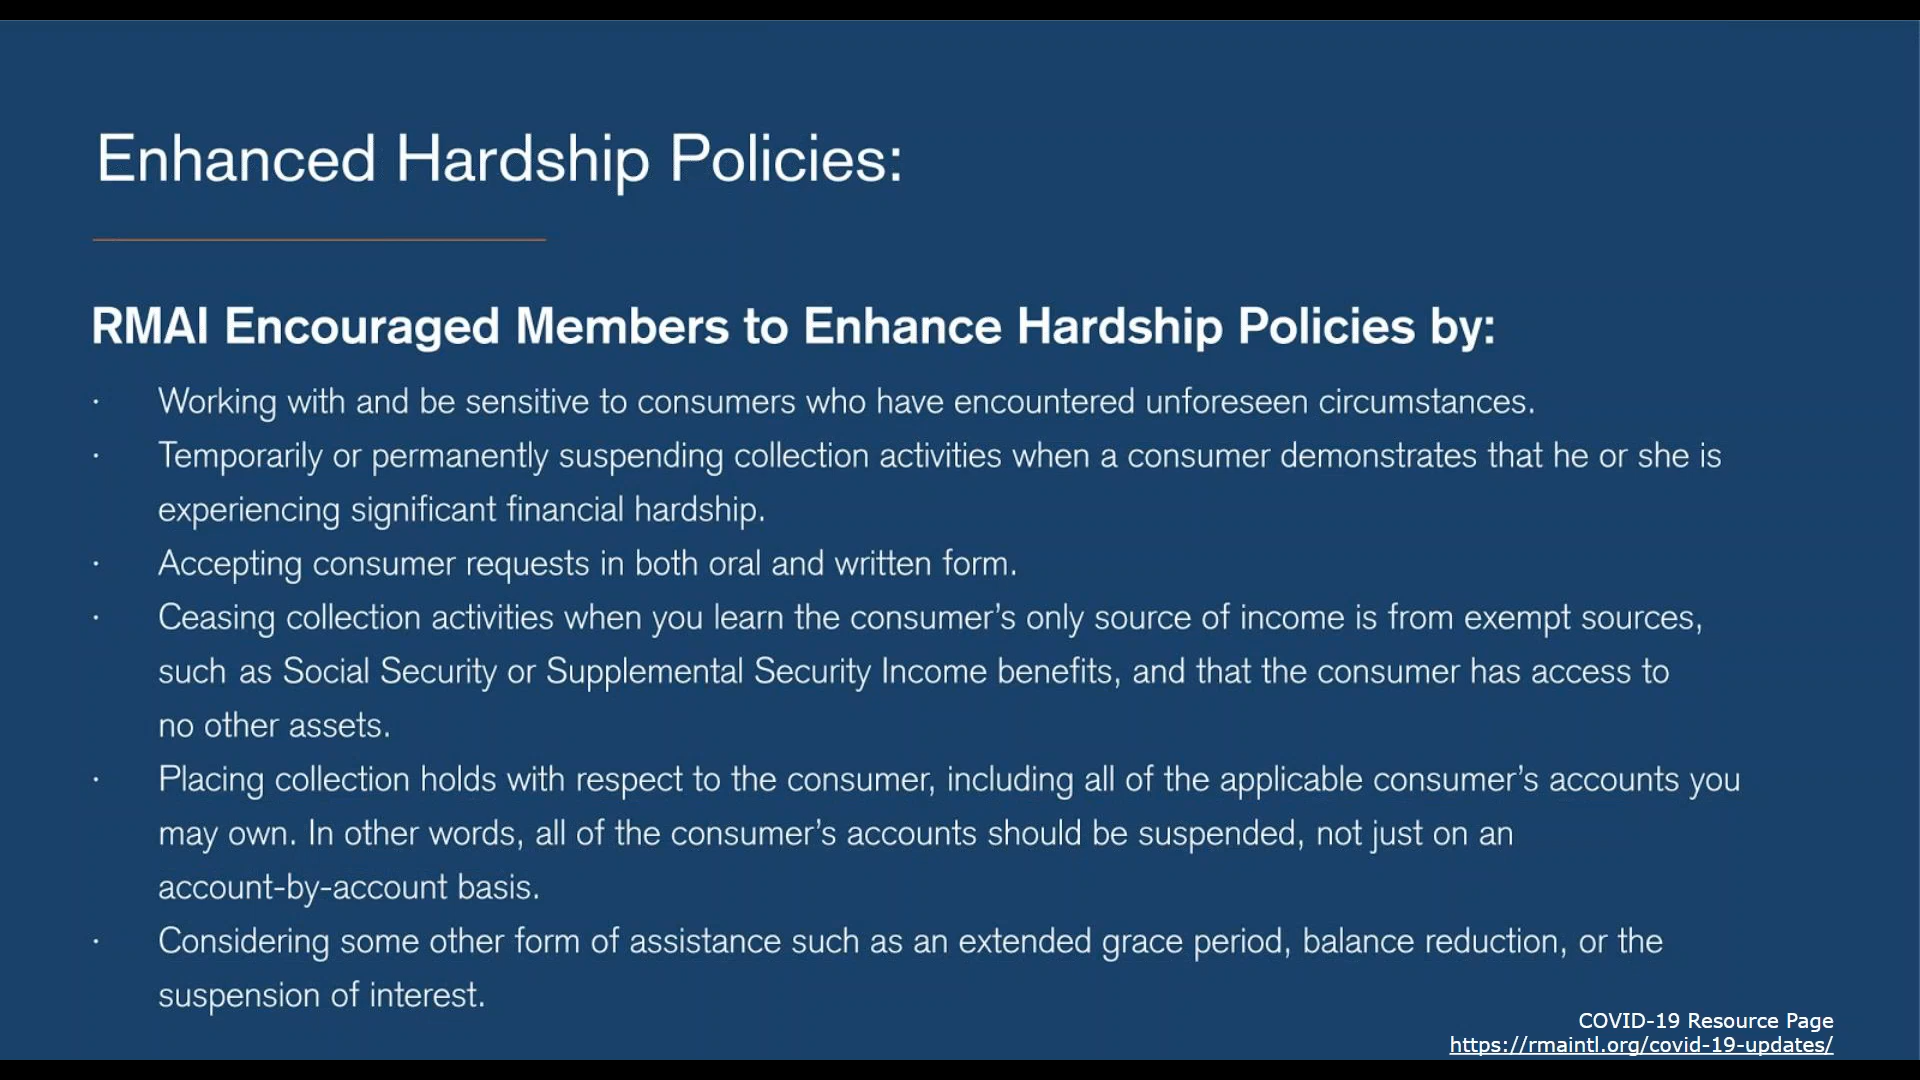 Enhanced Hardship Policies:
RMAI Encouraged Members to Enhance Hardship Policies by:
· Working with and be sensitive to consumers who have encountered unforeseen circumstances.
· Temporarily or permanently suspending collection activities when a consumer demonstrates that he or she is
experiencing significant financial hardship.
· Accepting consumer requests in both oral and written form.
· Ceasing collection activities when you learn the consumer’s only source of income is from exempt sources,
such as Social Security or Supplemental Security Income benefits, and that the consumer has access to
no other assets.
· Placing collection holds with respect to the consumer, including all of the applicable consumer’s accounts you
may own. In other words, all of the consumer’s accounts should be suspended, not just on an
account-by-account basis.
· Considering some other form of assistance such as an extended grace period, balance reduction, or the
suspension of interest.
COVID-19 Resource Page
https://rmaintl.org/covid-19-updates/